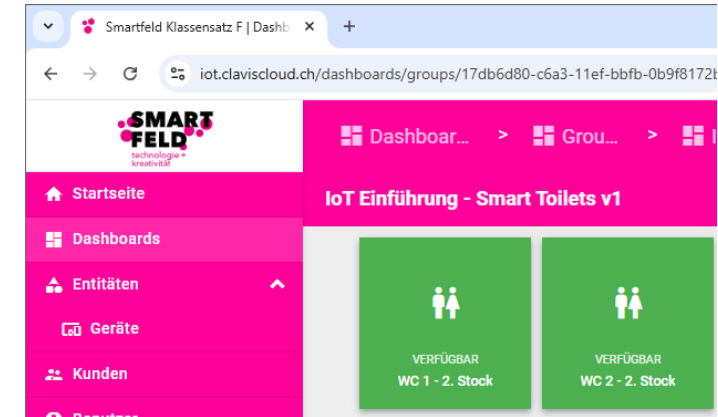 Smartfeld Klassensatz F | Dashb
iot.claviscloud.ch/dashboards/groups/17db6d80-c6a3-11ef-bbfb-0b9f8172b
SMART
FELD
technologie +
kreativität
Dashboar... > Grou... >
Startseite
IoT Einführung - Smart Toilets v1
Dashboards
Entitäten
Geräte
Kunden
VERFÜGBAR
WC 1 - 2. Stock
VERFÜGBAR
WC 2 - 2. Stock